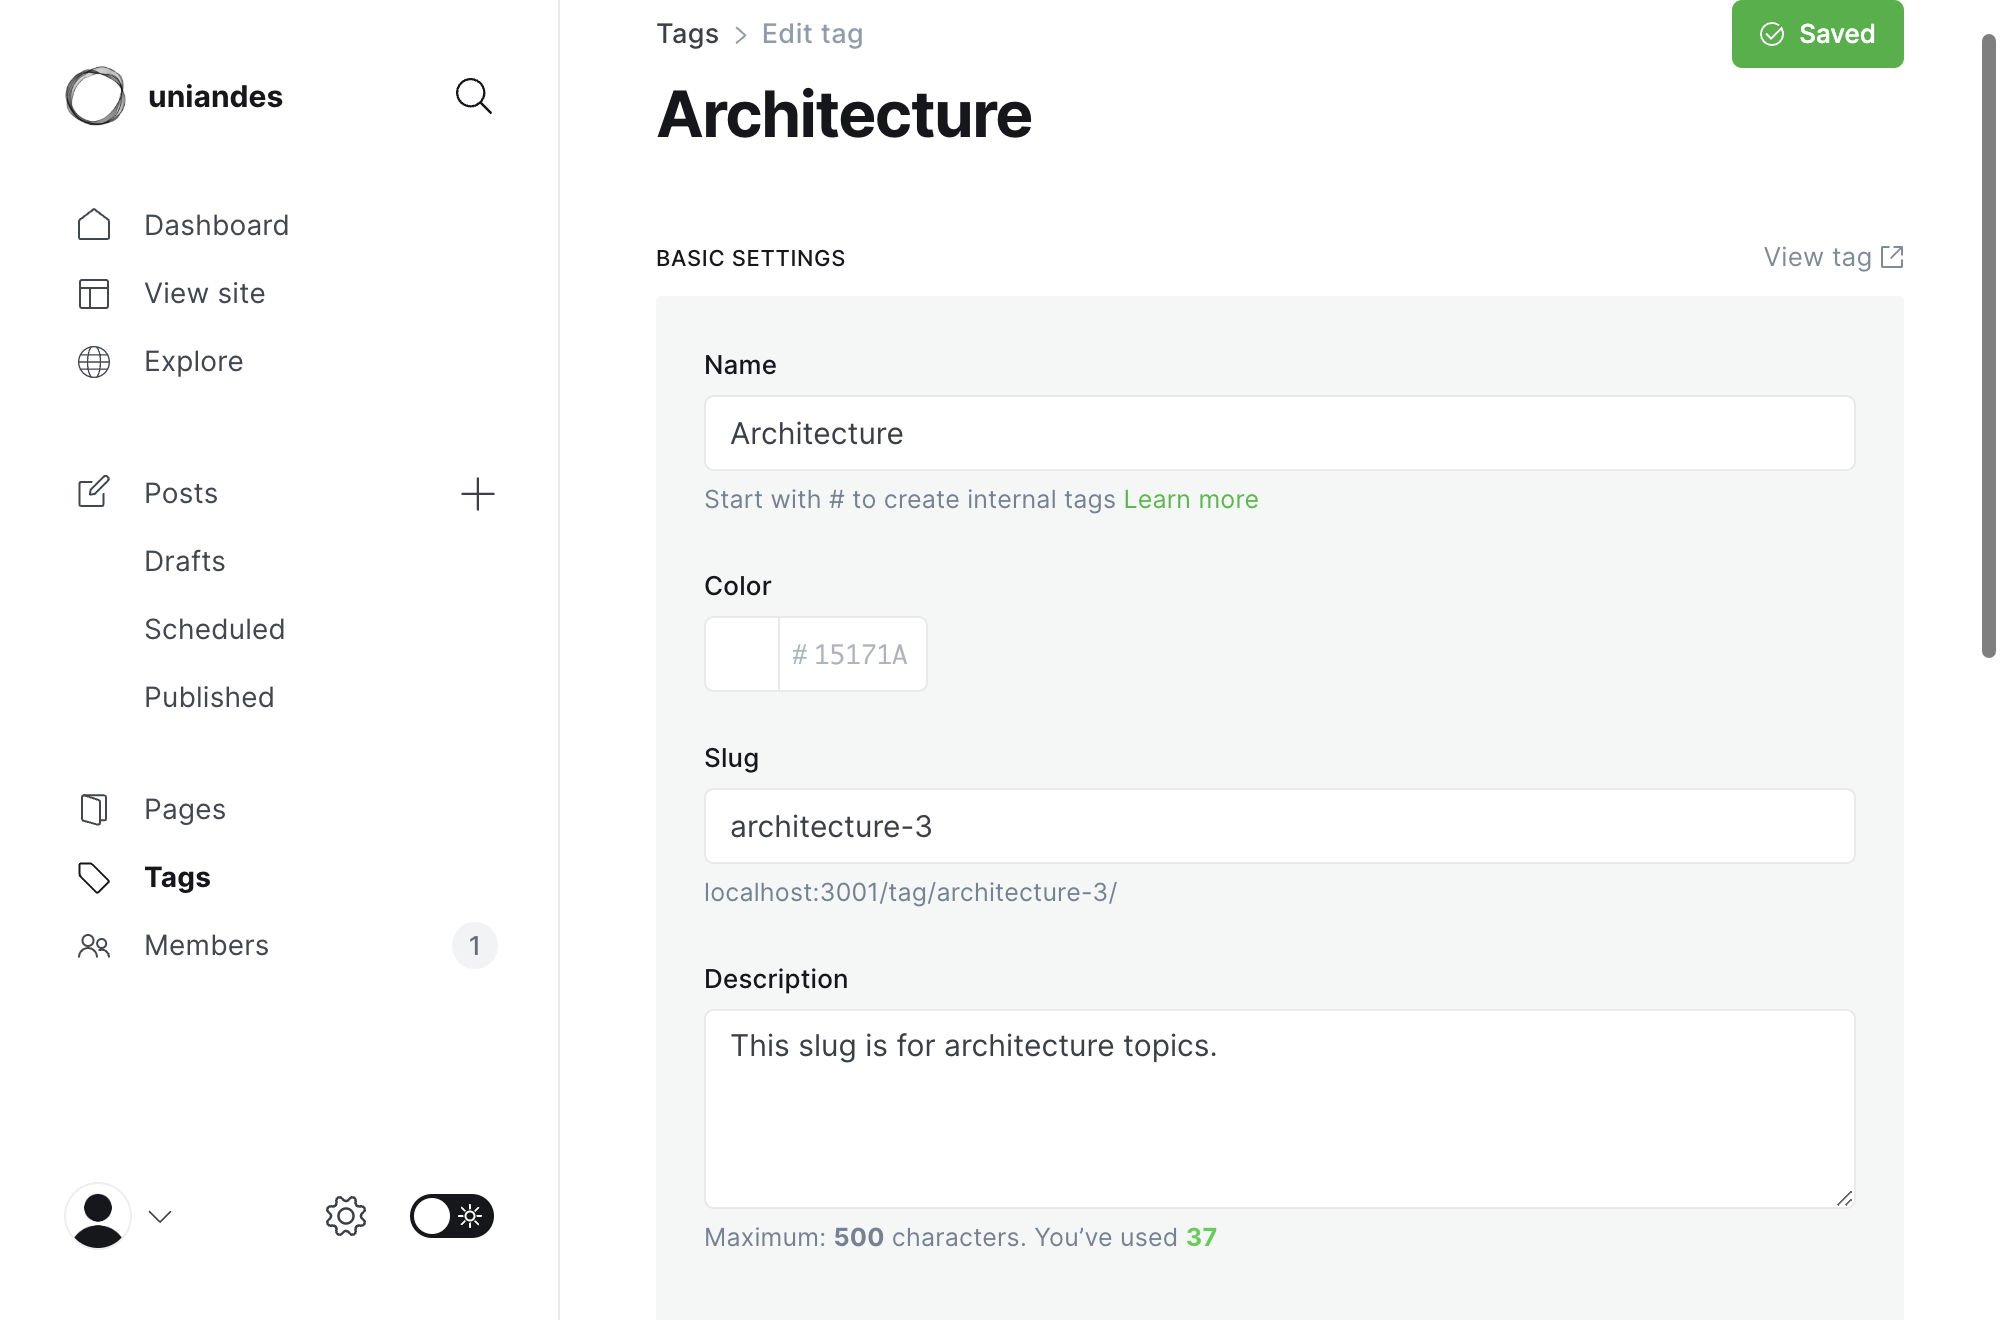 uniandes
Dashboard
View site
Explore
Posts
Drafts
Scheduled
Published
Pages
Tags
Members 1
Tags > Edit tag
Saved
Architecture
BASIC SETTINGS
View tag
Name
Architecture
Start with # to create internal tags Learn more
Color
# 15171A
Slug
architecture-3
localhost:3001/tag/architecture-3/
Description
This slug is for architecture topics.
Maximum: 500 characters. You’ve used 37